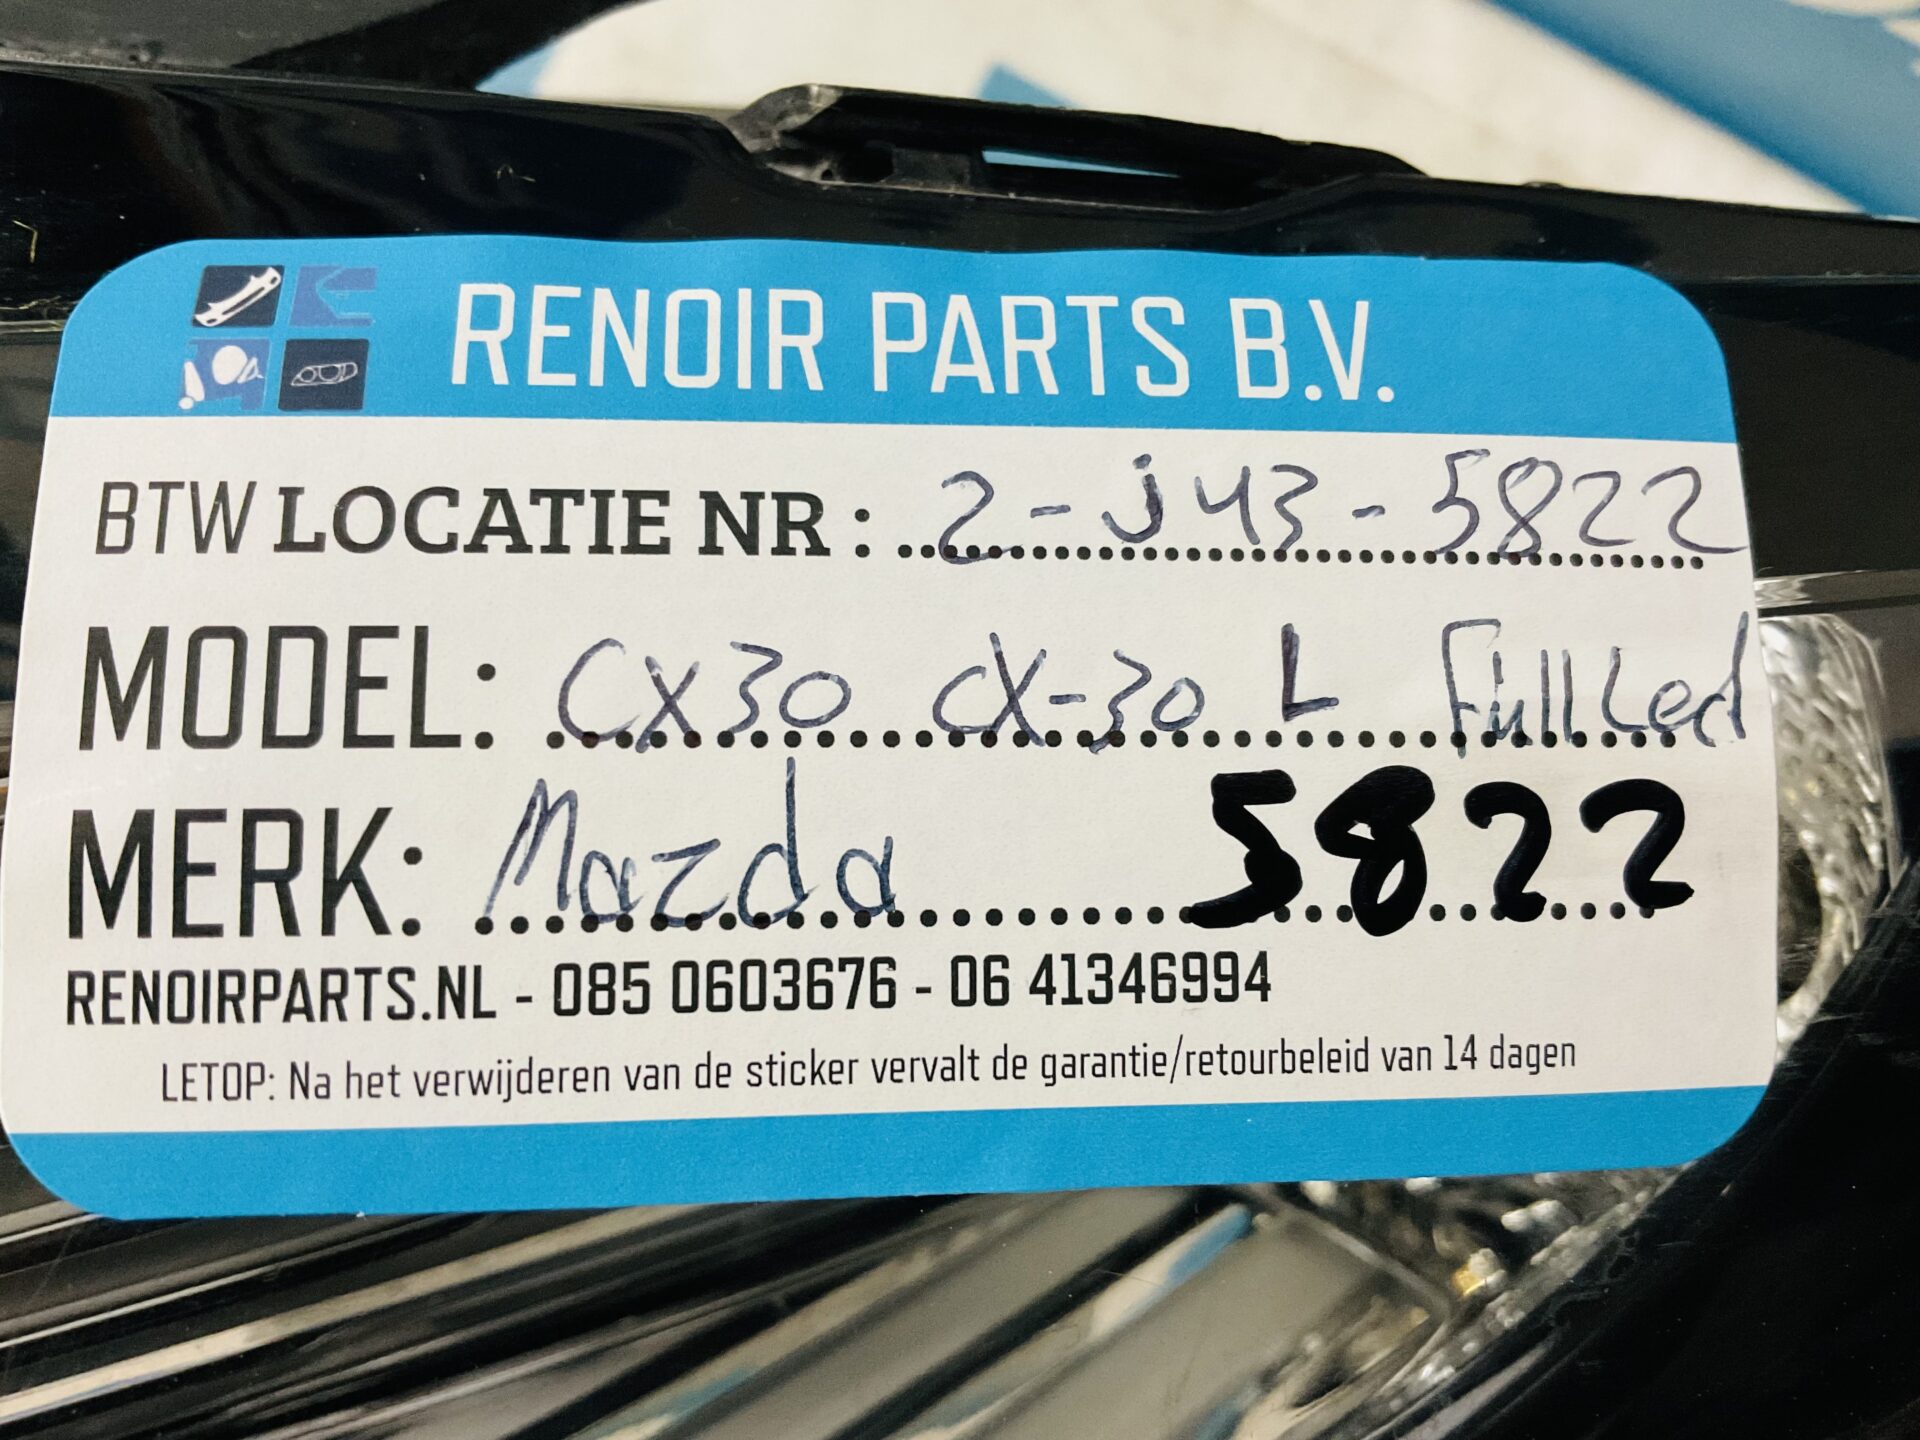 RENOIR PARTS B.V.
BTW LOCATIE NR : 2-J43-5822
MODEL: CX30 CX-30 L Full Led
MERK: Mazda 5822
RENOIRPARTS.NL - 085 0603676 - 06 41346994
LETOP: Na het verwijderen van de sticker vervalt de garantie/retourbeleid van 14 dagen